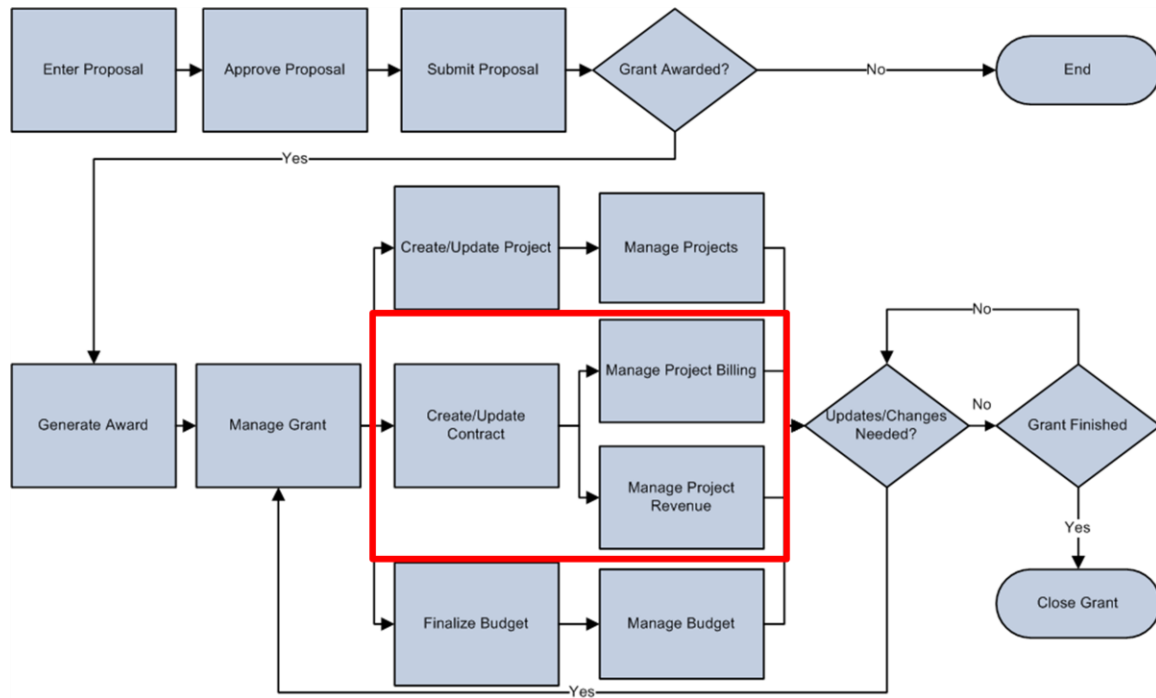 Enter Proposal
Approve Proposal
Submit Proposal
Grant Awarded?
No
End
Yes
Create/Update Project
Manage Projects
No
Generate Award
Manage Grant
Create/Update
Contract
Manage Project Billing
Manage Project
Revenue
Updates/Changes
Needed?
No
Grant Finished
Yes
Finalize Budget
Manage Budget
Close Grant
Yes